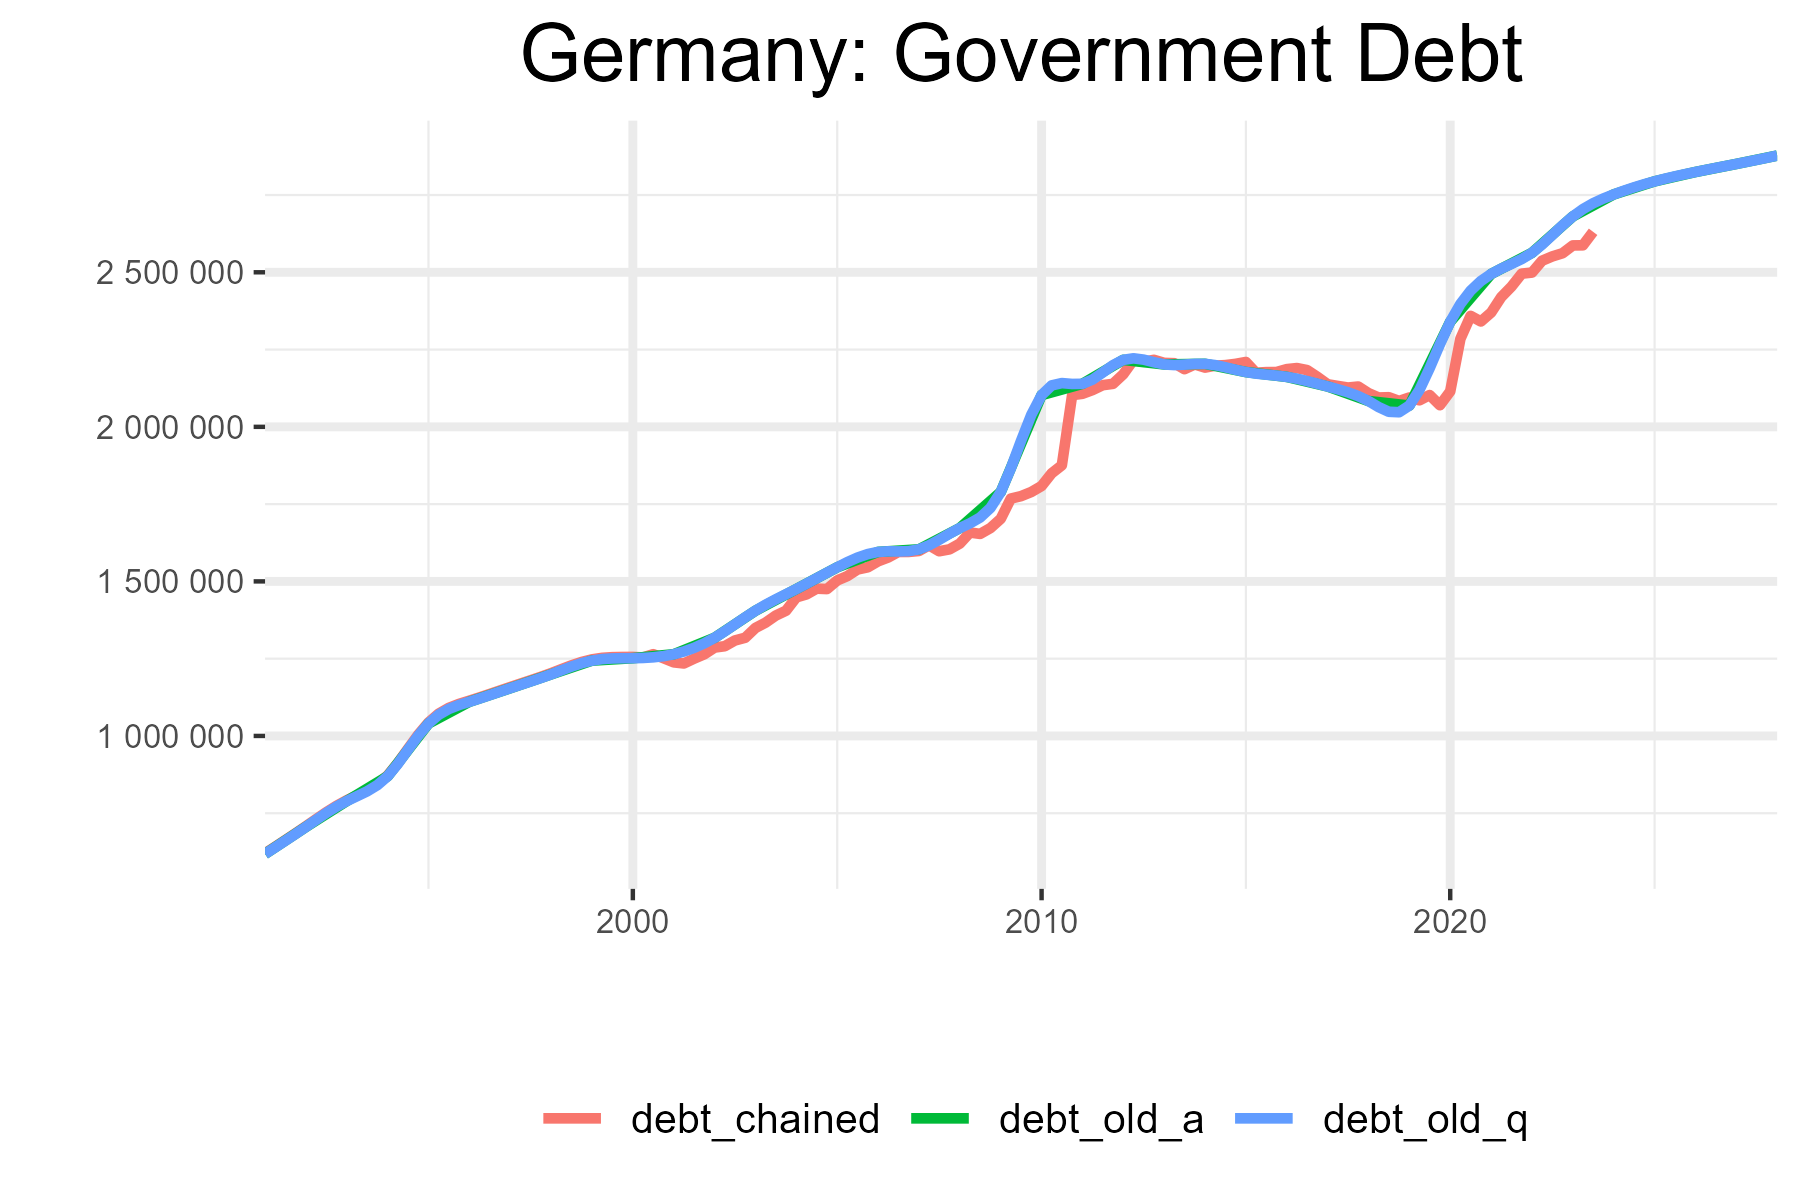 Germany: Government Debt
2 500 000
2 000 000
1 500 000
1 000 000
2000 2010 2020
debt_chained debt_old_a debt_old_q